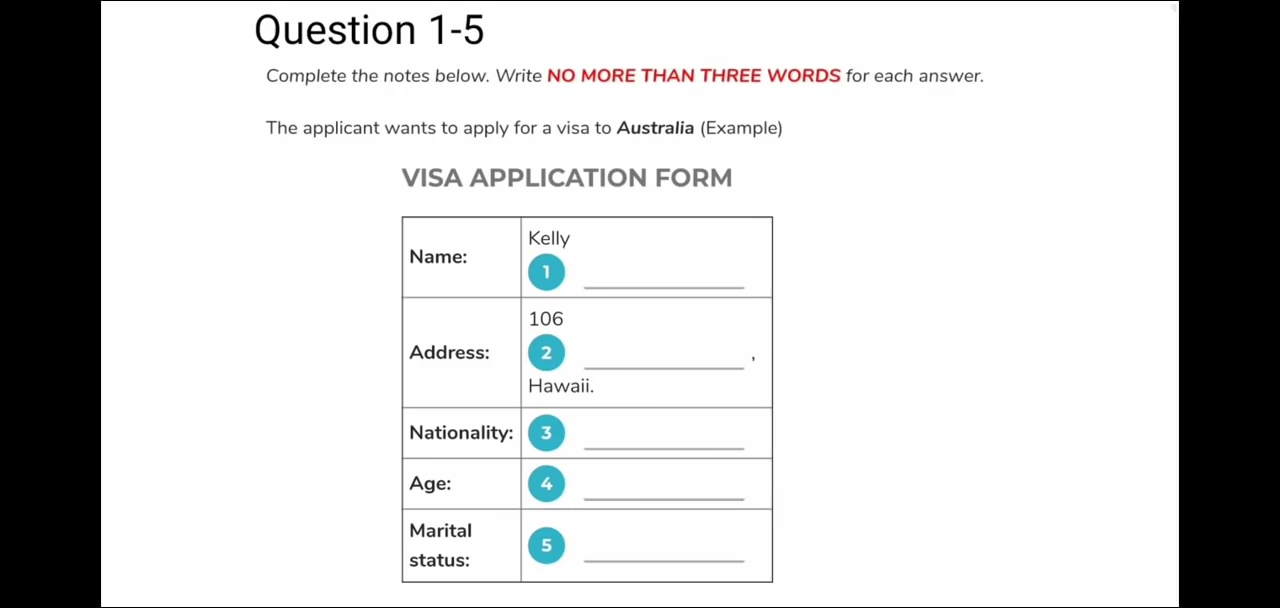 Question 1-5
Complete the notes below. Write NO MORE THAN THREE WORDS for each answer.
The applicant wants to apply for a visa to Australia (Example)
VISA APPLICATION FORM
Name:
Kelly
1
Address:
106
2 ,
Hawaii.
Nationality: 3
Age: 4
Marital
status:
5